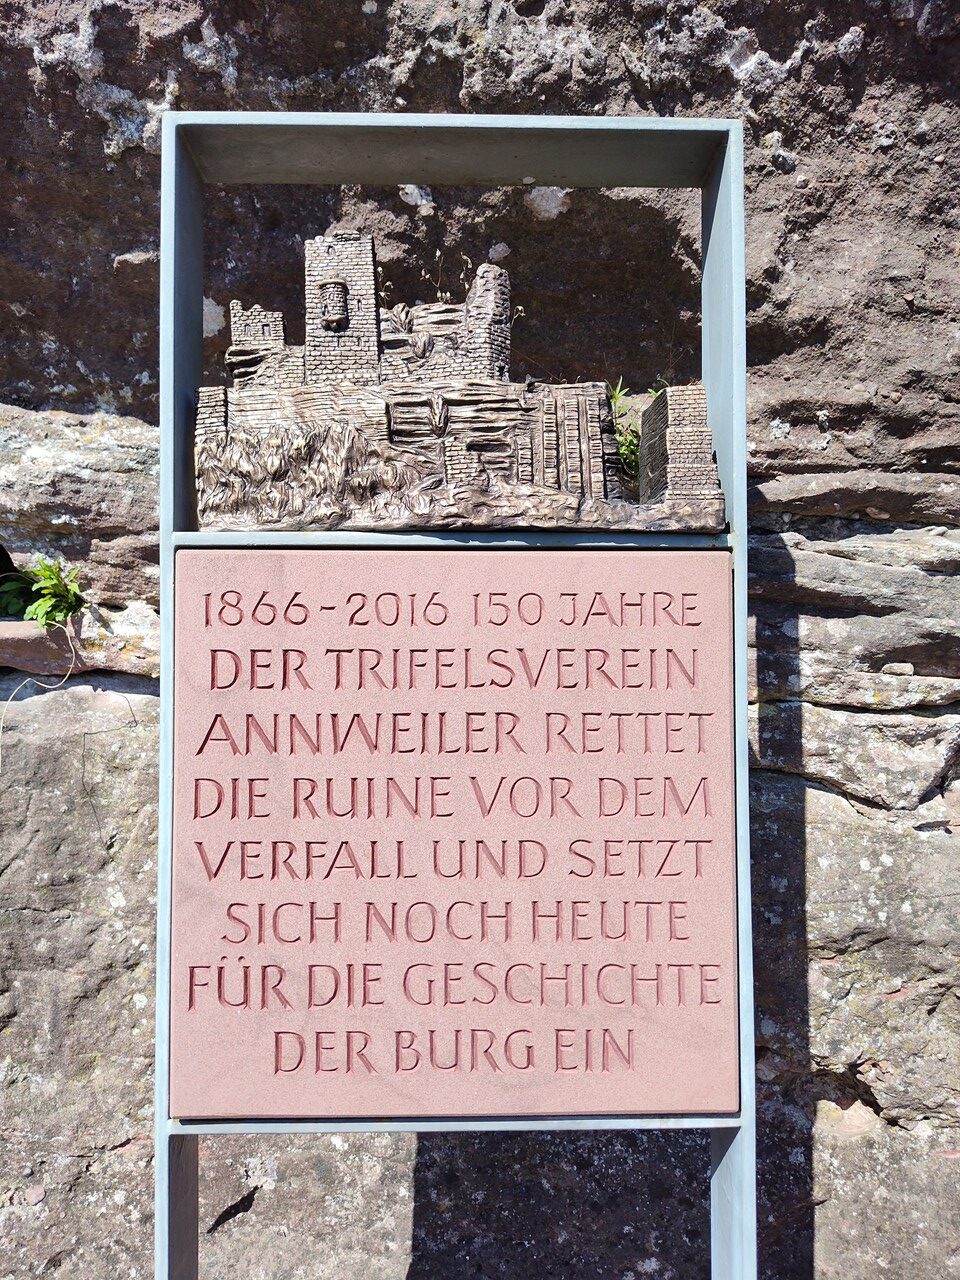 1866-2016 150 JAHRE
DER TRIFELSVEREIN
ANNWEILER RETTET
DIE RUINE VOR DEM
VERFALL UND SETZT
SICH NOCH HEUTE
FÜR DIE GESCHICHTE
DER BURG EIN